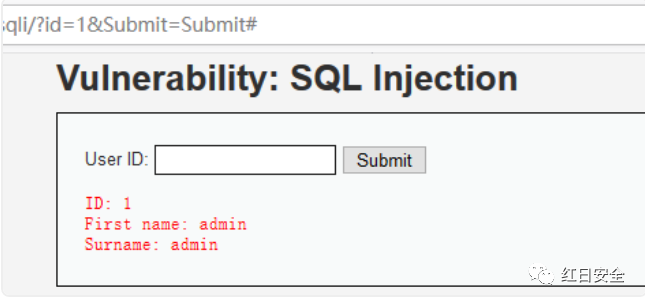 sqli/?id=1&Submit=Submit#
Vulnerability: SQL Injection
User ID: Submit
ID: 1
First name: admin
Surname: admin
红日安全